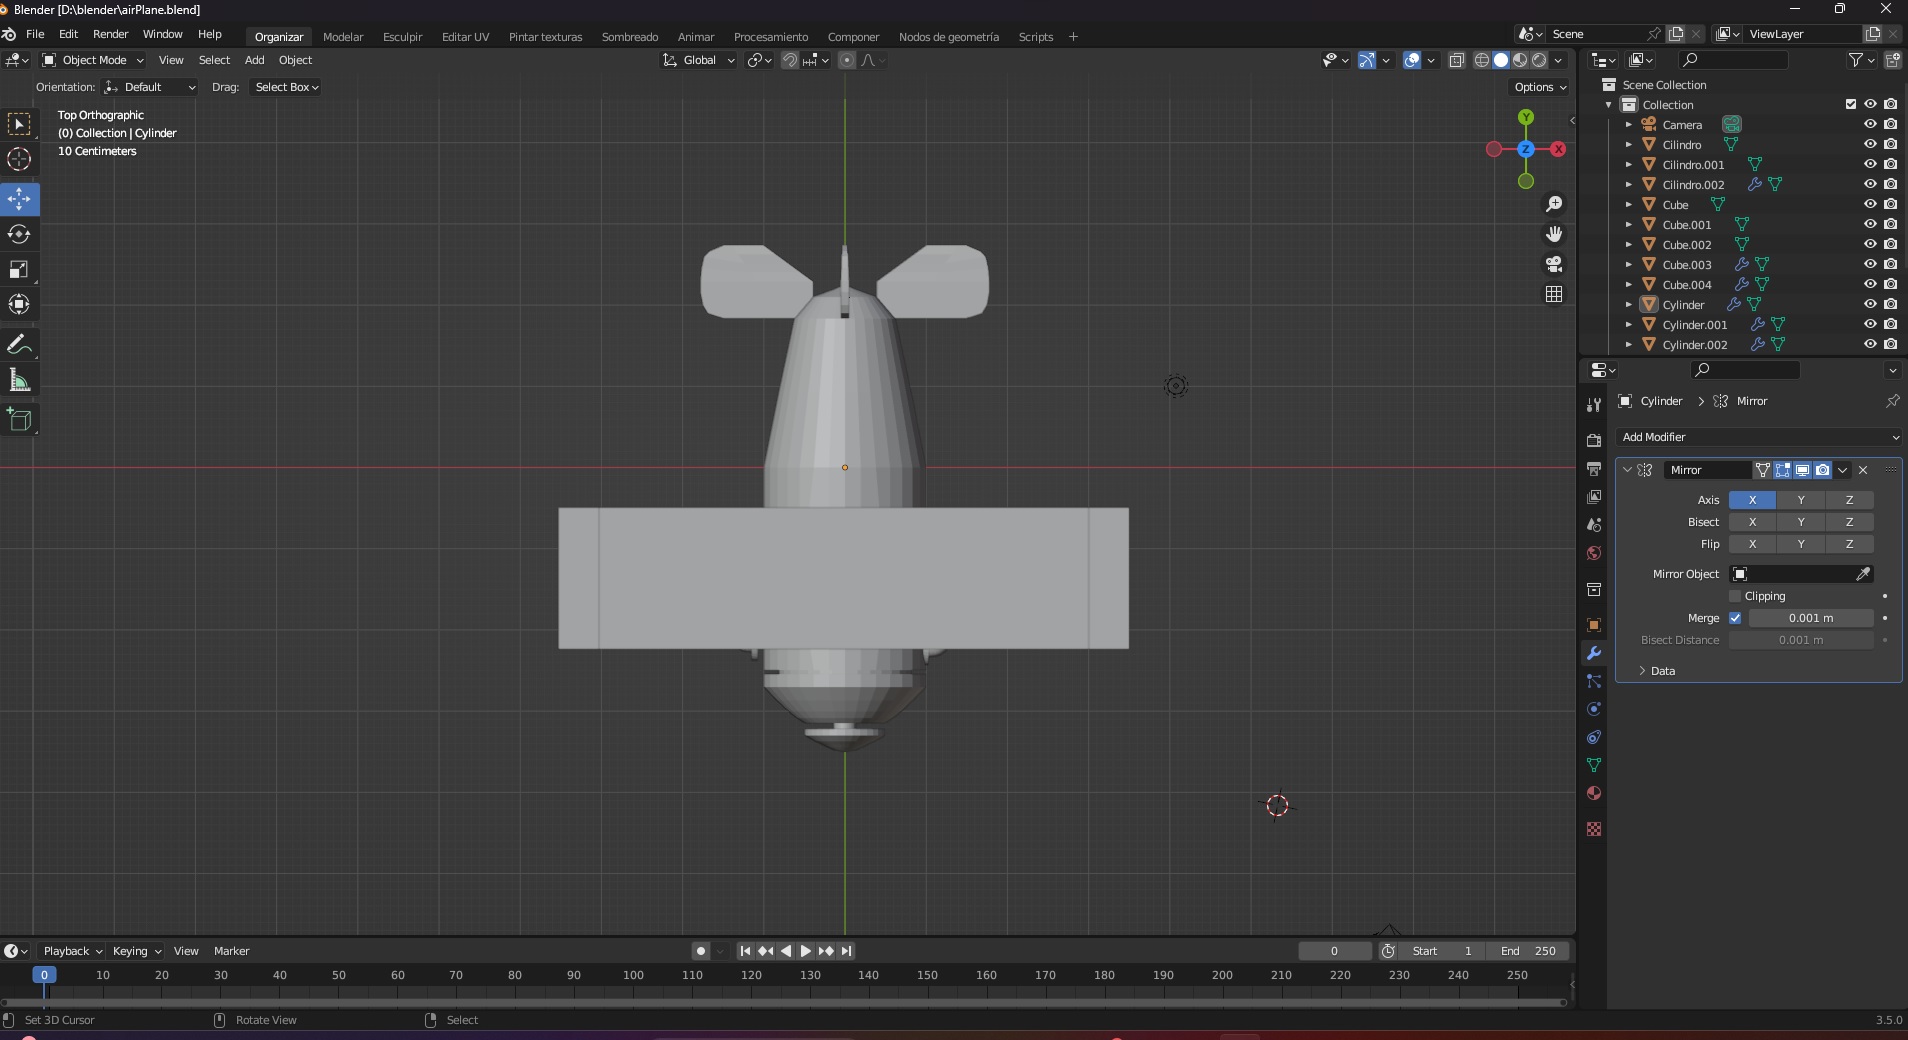 Blender [D:\blender\airPlane.blend]
File Edit Render Window Help Organizar Modelar Esculpir Editar UV Pintar texturas Sombreado Animar Procesamiento Componer Nodos de geometría Scripts + Scene ViewLayer
Object Mode View Select Add Object Global
Orientation: Default Drag: Select Box Options
Top Orthographic
(0) Collection | Cylinder
10 Centimeters
Y
Z X
Scene Collection
Collection
Camera
Cilindro
Cilindro.001
Cilindro.002
Cube
Cube.001
Cube.002
Cube.003
Cube.004
Cylinder
Cylinder.001
Cylinder.002
Cylinder > Mirror
Add Modifier
Mirror
Axis X Y Z
Bisect X Y Z
Flip X Y Z
Mirror Object
Clipping
Merge 0.001 m
Bisect Distance 0.001 m
Data
Playback Keying View Marker 0 Start 1 End 250
0 10 20 30 40 50 60 70 80 90 100 110 120 130 140 150 160 170 180 190 200 210 220 230 240 250
Set 3D Cursor Rotate View Select 3.5.0